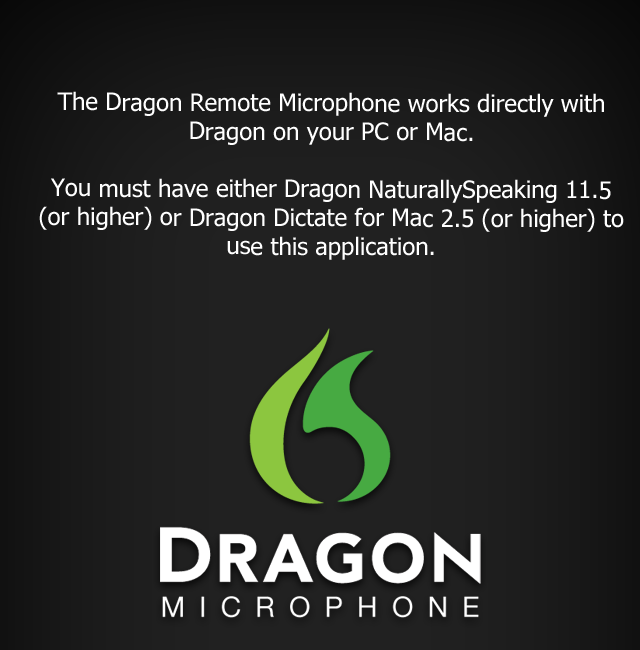 The Dragon Remote Microphone works directly with
Dragon on your PC or Mac.
You must have either Dragon NaturallySpeaking 11.5
(or higher) or Dragon Dictate for Mac 2.5 (or higher) to
use this application.
DRAGON
MICROPHONE